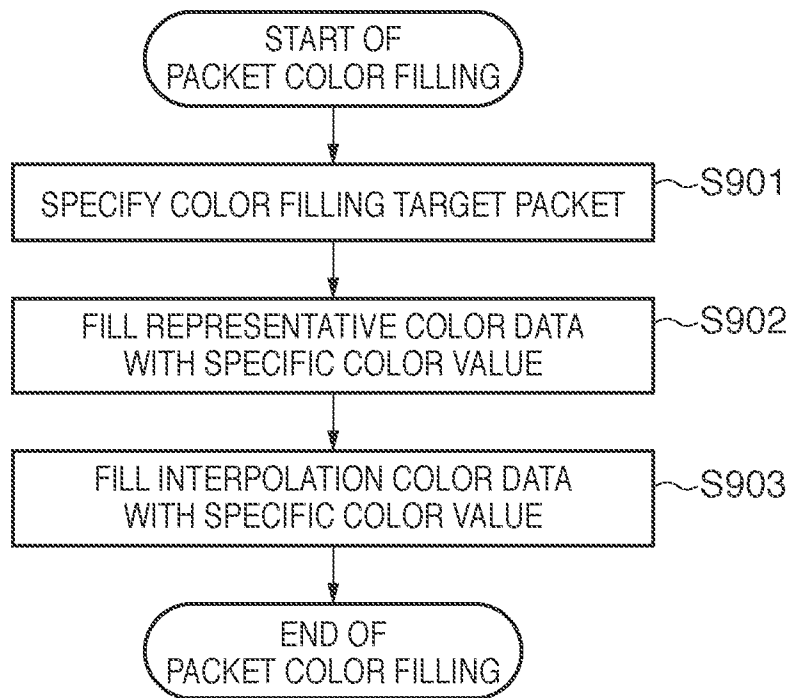 START OF
PACKET COLOR FILLING
SPECIFY COLOR FILLING TARGET PACKET
S901
FILL REPRESENTATIVE COLOR DATA
WITH SPECIFIC COLOR VALUE
S902
FILL INTERPOLATION COLOR DATA
WITH SPECIFIC COLOR VALUE
S903
END OF
PACKET COLOR FILLING